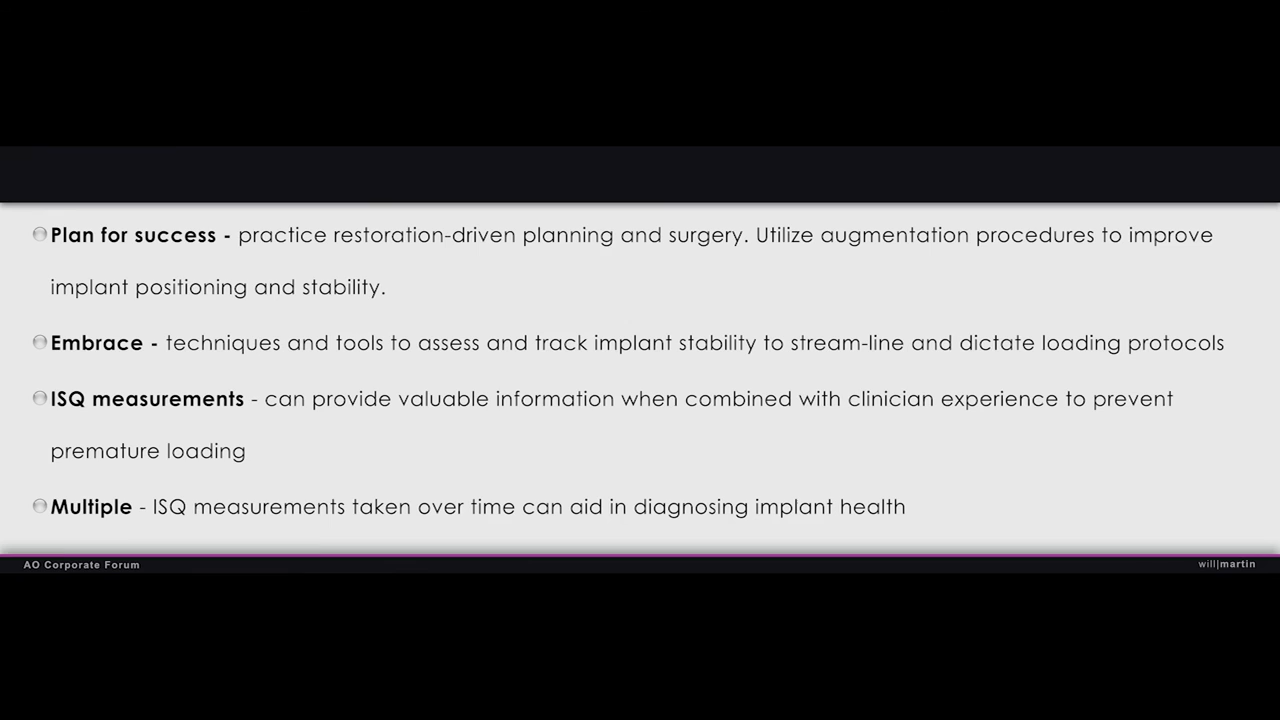 Plan for success - practice restoration-driven planning and surgery. Utilize augmentation procedures to improve
implant positioning and stability.
Embrace - techniques and tools to assess and track implant stability to stream-line and dictate loading protocols
ISQ measurements - can provide valuable information when combined with clinician experience to prevent
premature loading
Multiple - ISQ measurements taken over time can aid in diagnosing implant health
AO Corporate Forum
will|martin